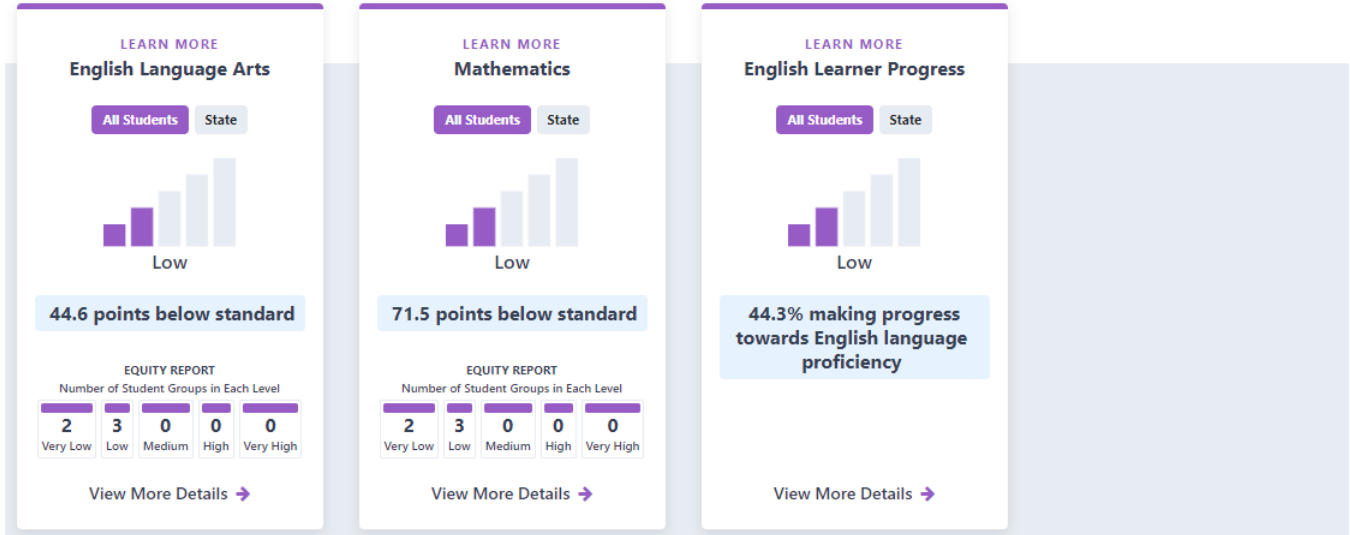 LEARN MORE
English Language Arts
All Students State
Low
44.6 points below standard
EQUITY REPORT
Number of Student Groups in Each Level
2 3 0 0 0
Very Low Low Medium High Very High
View More Details
LEARN MORE
Mathematics
All Students State
Low
71.5 points below standard
EQUITY REPORT
Number of Student Groups in Each Level
2 3 0 0 0
Very Low Low Medium High Very High
View More Details
LEARN MORE
English Learner Progress
All Students State
Low
44.3% making progress
towards English language
proficiency
View More Details